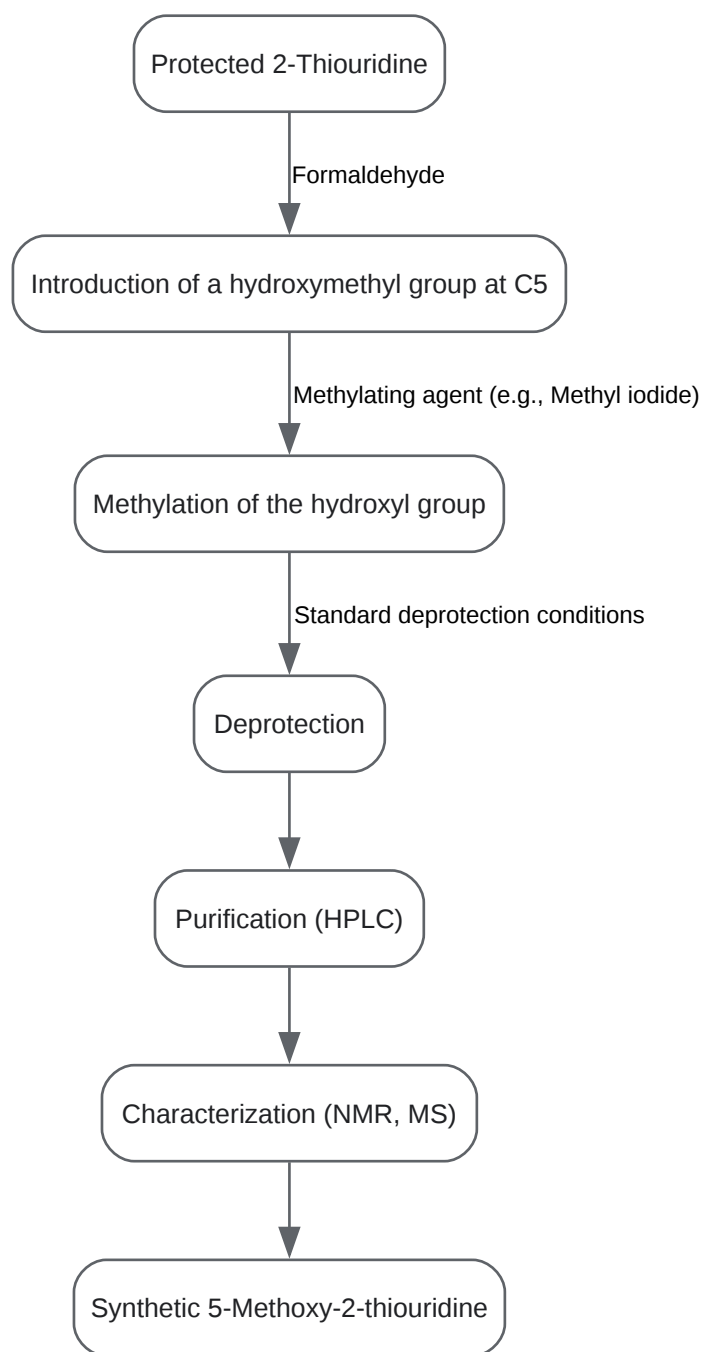 Protected 2-Thiouridine
Formaldehyde
Introduction of a hydroxymethyl group at C5
Methylating agent (e.g., Methyl iodide)
Methylation of the hydroxyl group
Standard deprotection conditions
Deprotection
Purification (HPLC)
Characterization (NMR, MS)
Synthetic 5-Methoxy-2-thiouridine